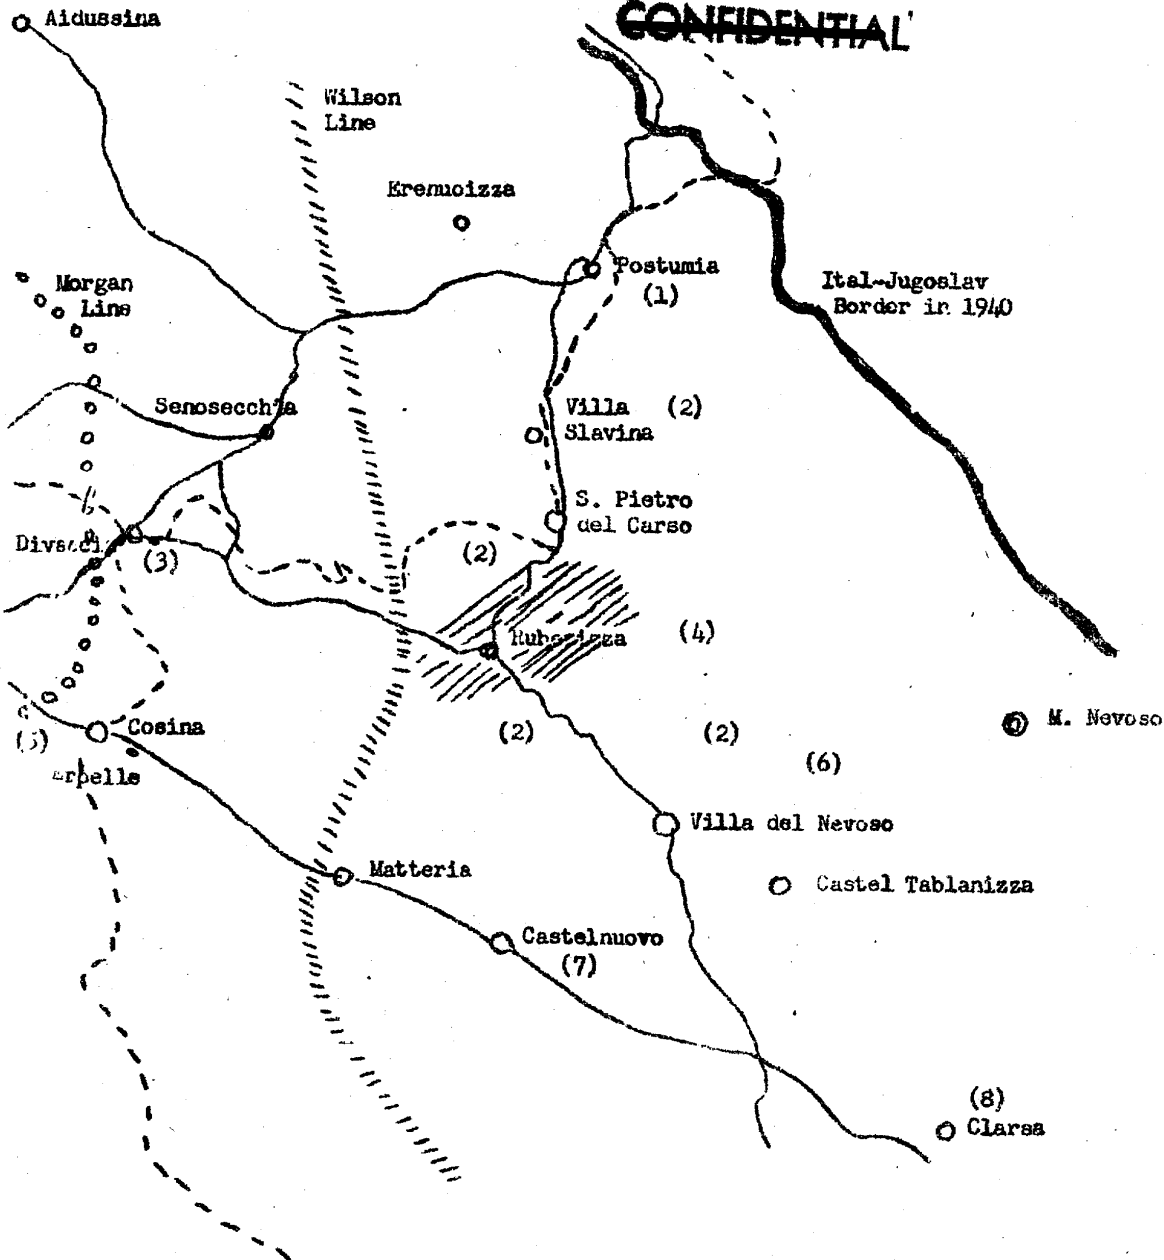 CONFIDENTIAL
Aidussina
Wilson
Line
Eremuoizza
Postumia
(1)
Morgan
Line
Ital-Jugoslav
Border in 1940
Senosecchia
Villa (2)
Slavina
S. Pietro
del Carso
(2)
(3)
(4)
(2)
(2)
(6)
M. Nevoso
Cosina
(5)
Villa del Nevoso
Matteria
Castel Tablanizza
Castelnuovo
(7)
(8)
Clarsa